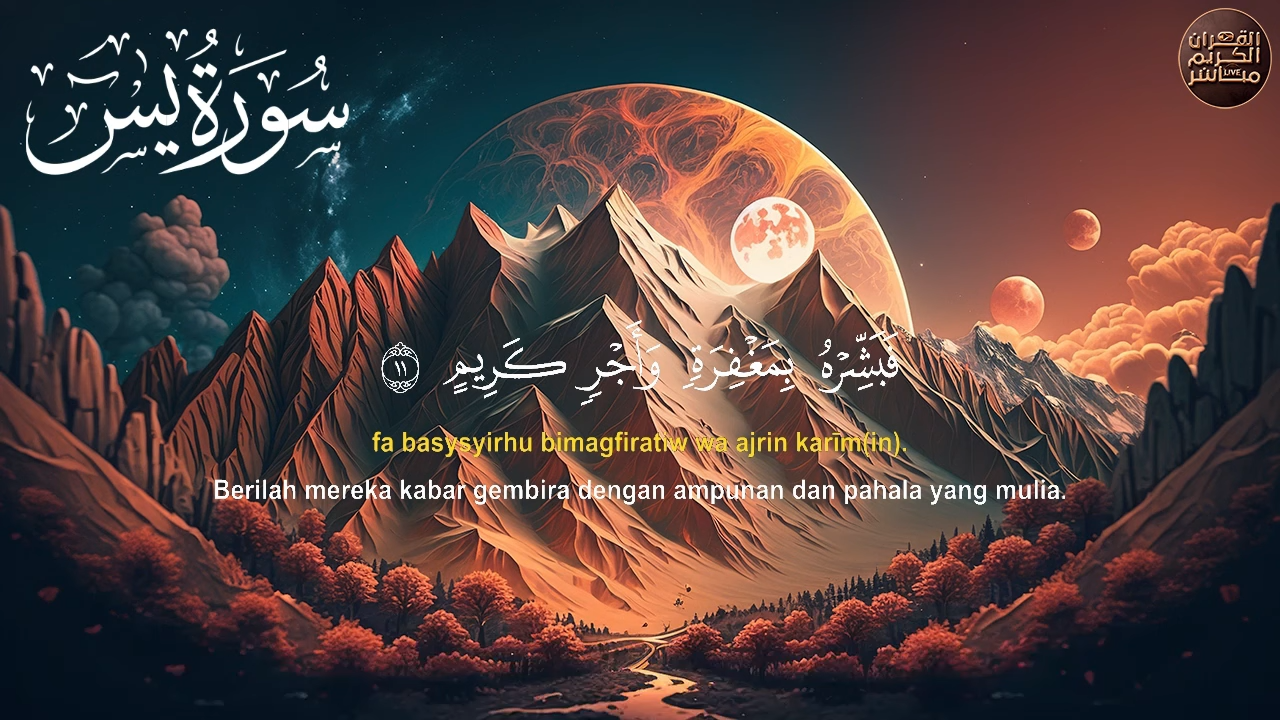 سُورَةُ يس
القرآن
الكريم
LIVE
مباشر
فَبَشِّرْهُ بِمَغْفِرَةٍ وَأَجْرٍ كَرِيمٍ ١١
fa basysyirhu bimagfiratiw wa ajrin karīm(in).
Berilah mereka kabar gembira dengan ampunan dan pahala yang mulia.